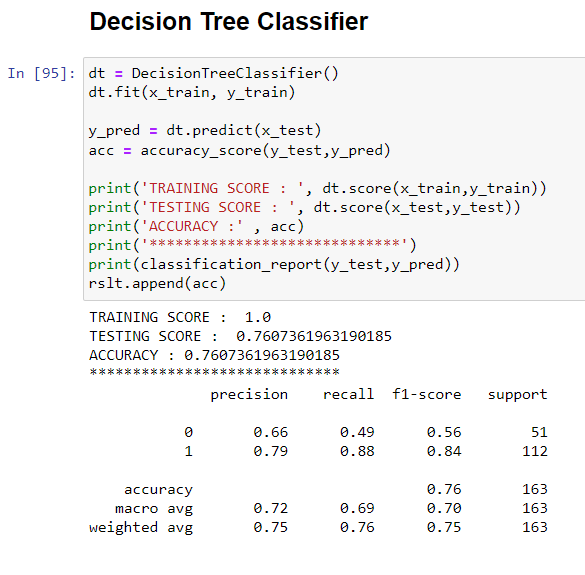 Decision Tree Classifier
In [95]: dt = DecisionTreeClassifier()
dt.fit(x_train, y_train)
y_pred = dt.predict(x_test)
acc = accuracy_score(y_test,y_pred)
print('TRAINING SCORE : ', dt.score(x_train,y_train))
print('TESTING SCORE : ', dt.score(x_test,y_test))
print('ACCURACY :' , acc)
print('*****************************')
print(classification_report(y_test,y_pred))
rslt.append(acc)
TRAINING SCORE :  1.0
TESTING SCORE :  0.7607361963190185
ACCURACY : 0.7607361963190185
*****************************
precision recall f1-score support
0 0.66 0.49 0.56 51
1 0.79 0.88 0.84 112
accuracy 0.76 163
macro avg 0.72 0.69 0.70 163
weighted avg 0.75 0.76 0.75 163